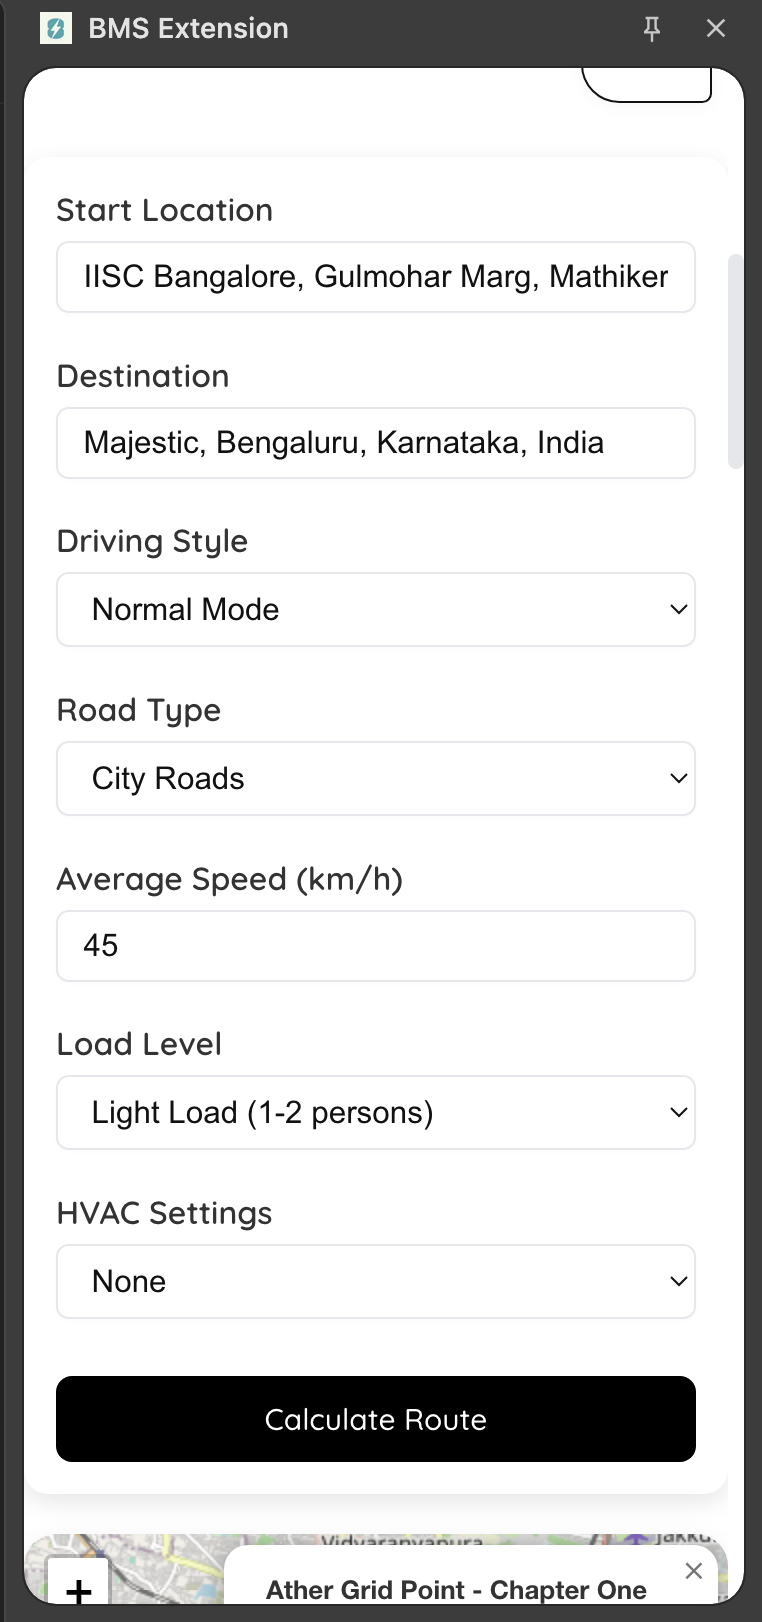 BMS Extension
Start Location
IISC Bangalore, Gulmohar Marg, Mathiker
Destination
Majestic, Bengaluru, Karnataka, India
Driving Style
Normal Mode
Road Type
City Roads
Average Speed (km/h)
45
Load Level
Light Load (1-2 persons)
HVAC Settings
None
Calculate Route
Vidyaranyapura
+
Ather Grid Point - Chapter One